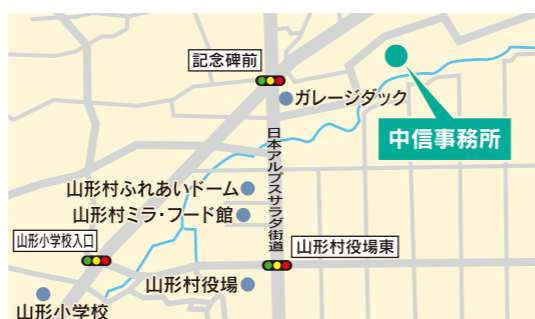 記念碑前
ガレージダック
中信事務所
日本アルプスサラダ街道
山形村ふれあいドーム
山形村ミラ・フード館
山形小学校入口
山形村役場東
山形村役場
山形小学校